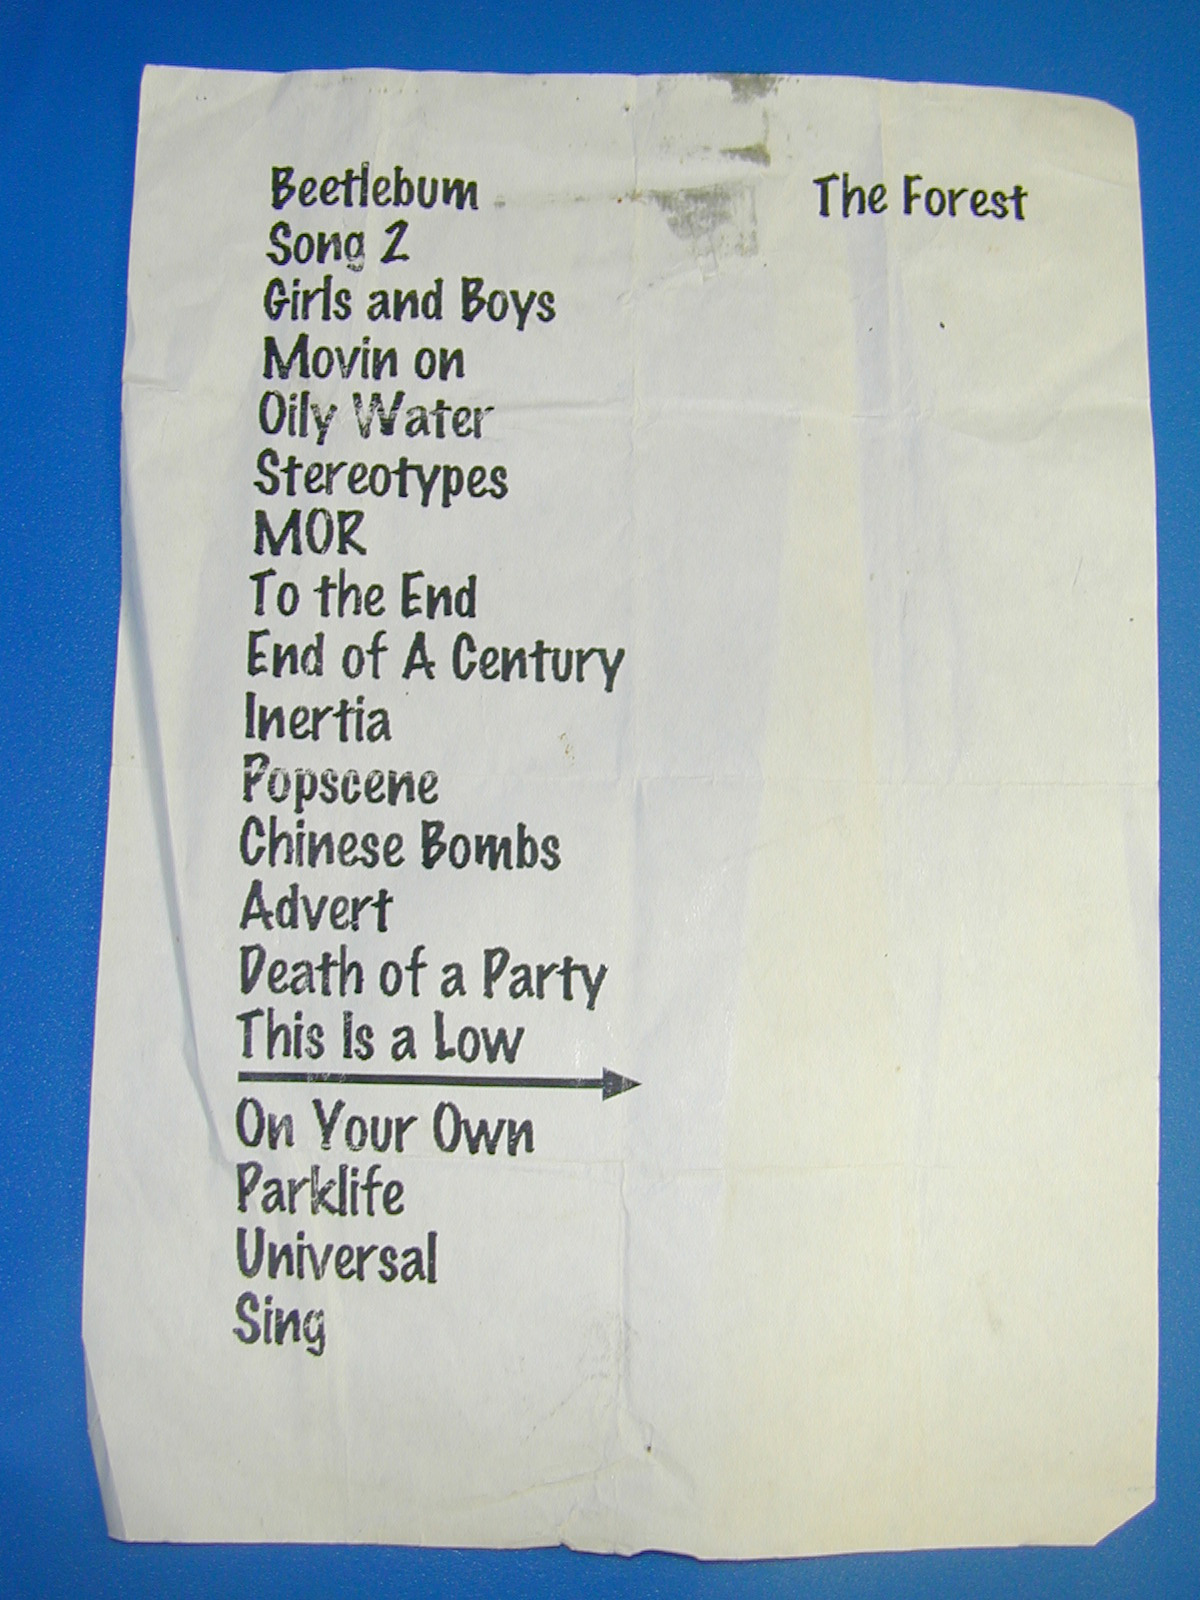 Beetlebum
The Forest
Song 2
Girls and Boys
Movin on
Oily Water
Stereotypes
MOR
To the End
End of A Century
Inertia
Popscene
Chinese Bombs
Advert
Death of a Party
This Is a Low
On Your Own
Parklife
Universal
Sing